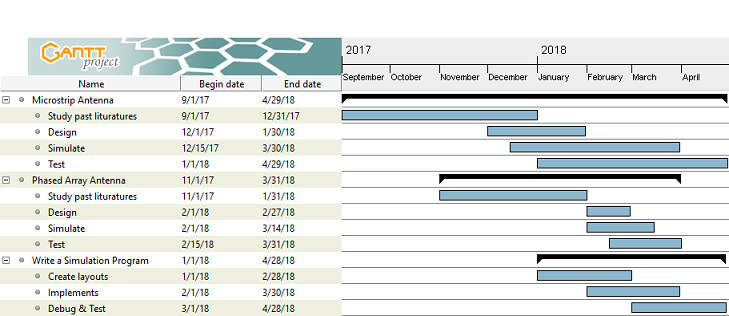 GANTT project
2017 2018
September October November December January February March April
Name Begin date End date
Microstrip Antenna 9/1/17 4/29/18
Study past lituratures 9/1/17 12/31/17
Design 12/1/17 1/30/18
Simulate 12/15/17 3/30/18
Test 1/1/18 4/29/18
Phased Array Antenna 11/1/17 3/31/18
Study past lituratures 11/1/17 1/31/18
Design 2/1/18 2/27/18
Simulate 2/1/18 3/14/18
Test 2/15/18 3/31/18
Write a Simulation Program 1/1/18 4/28/18
Create layouts 1/1/18 2/28/18
Implements 2/1/18 3/30/18
Debug & Test 3/1/18 4/28/18